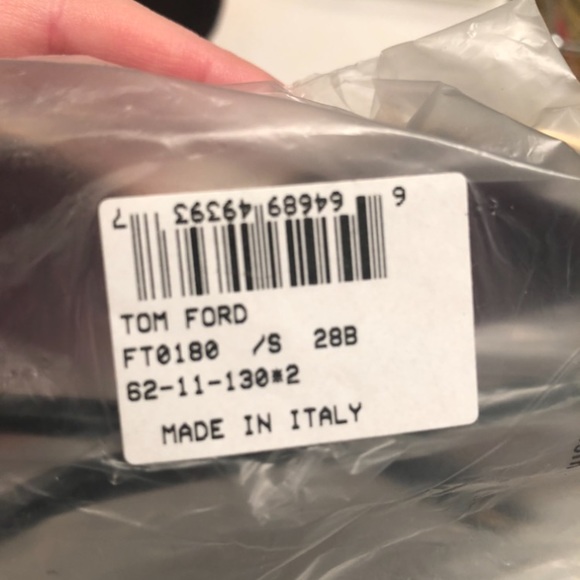 6 64689 49393 7
TOM FORD
FT0180 /S 28B
62-11-130*2
MADE IN ITALY